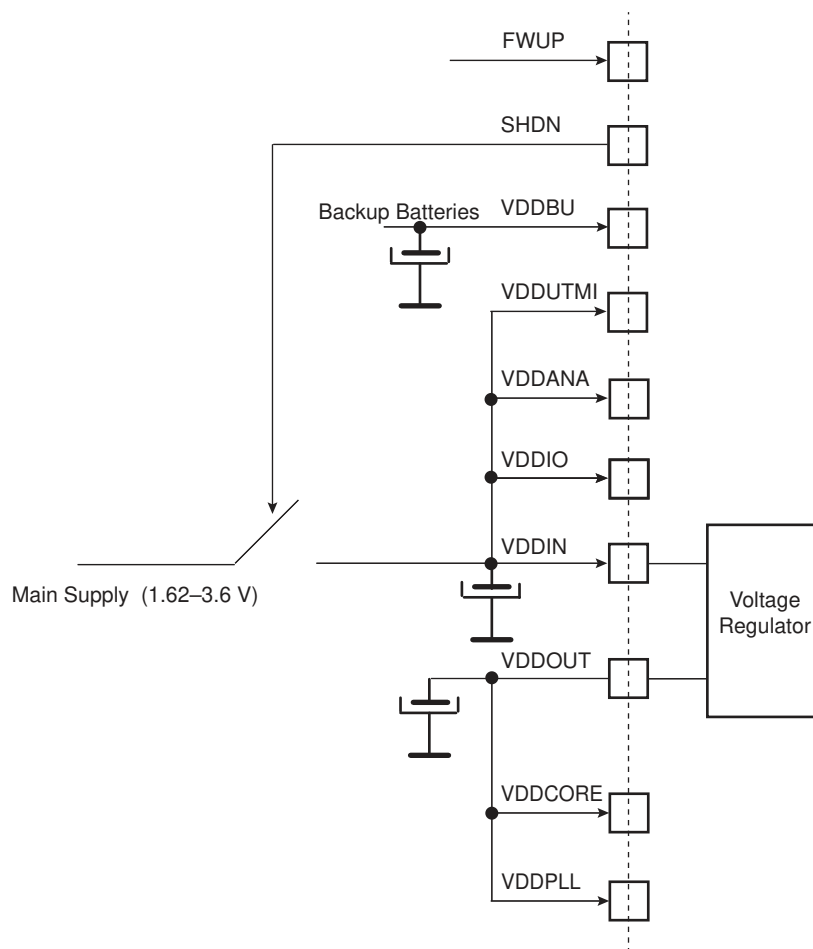 FWUP
SHDN
Backup Batteries
VDDBU
VDDUTMI
VDDANA
VDDIO
VDDIN
Main Supply (1.62–3.6 V)
Voltage
Regulator
VDDOUT
VDDCORE
VDDPLL